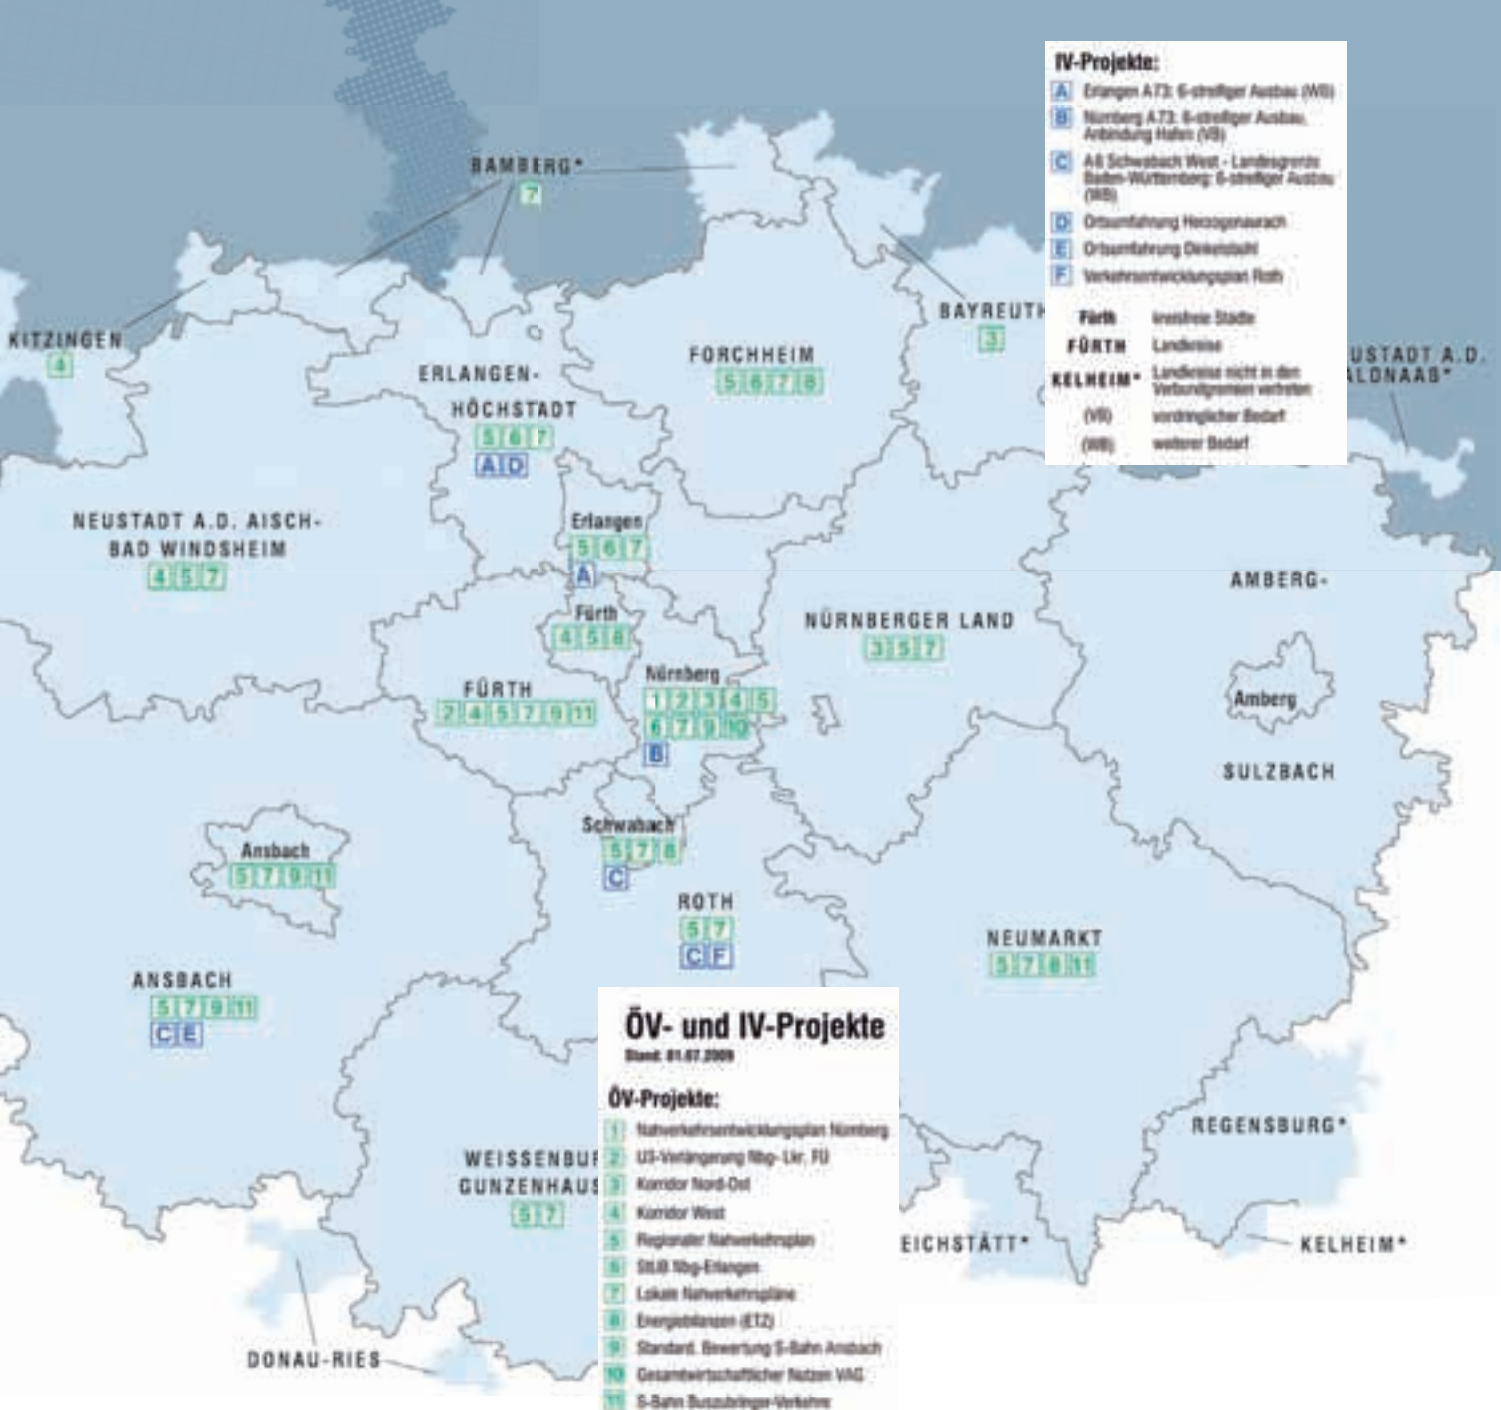 IV-Projekte:
A Erlangen A73: 6-streifiger Ausbau (WB)
B Nürnberg A73: 6-streifiger Ausbau,
Anbindung Hafen (VB)
C A6 Schwabach West - Landesgrenze
Baden-Württemberg: 6-streifiger Ausbau
(WB)
D Ortsumfahrung Herzogenaurach
E Ortsumfahrung Dinkelsbühl
F Verkehrsentwicklungsplan Roth
Fürth kreisfreie Städte
FÜRTH Landkreise
KELHEIM* Landkreise nicht in den
Verbundgremien vertreten
(VB) vordringlicher Bedarf
(WB) weiterer Bedarf
BAMBERG*
7
KITZINGEN
4
BAYREUTH
3
USTADT A.D.
ALDNAAB*
FORCHHEIM
5 6 7 8
ERLANGEN-
HÖCHSTADT
5 6 7
A D
NEUSTADT A.D. AISCH-
BAD WINDSHEIM
4 5 7
Erlangen
5 6 7
A
Fürth
4 5 8
NÜRNBERGER LAND
3 5 7
AMBERG-
Amberg
SULZBACH
FÜRTH
2 4 5 7 9 11
Nürnberg
1 2 3 4 5
6 7 9 10
B
Schwabach
5 7 8
C
Ansbach
5 7 9 11
ROTH
5 7
C F
NEUMARKT
5 7 8 11
ANSBACH
5 7 9 11
C E
WEISSENBUR
GUNZENHAUS
5 7
REGENSBURG*
EICHSTÄTT*
KELHEIM*
DONAU-RIES
ÖV- und IV-Projekte
Stand: 01.07.2009
ÖV-Projekte:
1 Nahverkehrsentwicklungsplan Nürnberg
2 U3-Verlängerung Nbg- Lkr. FÜ
3 Korridor Nord-Ost
4 Korridor West
5 Regionaler Nahverkehrsplan
6 StUB Nbg-Erlangen
7 Lokale Nahverkehrspläne
8 Energiebilanzen (ETZ)
9 Standard. Bewertung S-Bahn Ansbach
10 Gesamtwirtschaftlicher Nutzen VAG
11 S-Bahn Buszubringer-Verkehre